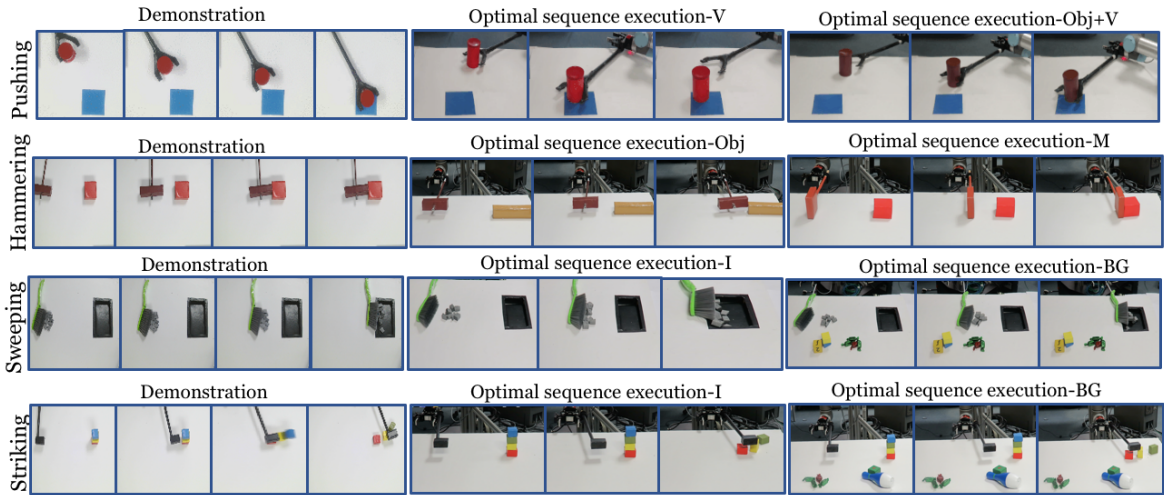 Demonstration
Optimal sequence execution-V
Optimal sequence execution-Obj+V
Pushing
Demonstration
Optimal sequence execution-Obj
Optimal sequence execution-M
Hammering
Demonstration
Optimal sequence execution-I
Optimal sequence execution-BG
Sweeping
Demonstration
Optimal sequence execution-I
Optimal sequence execution-BG
Striking